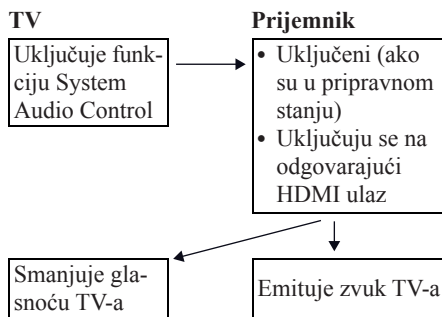 TV
Prijemnik
Uključuje funk-
ciju System
Audio Control
• Uključeni (ako
su u pripravnom
stanju)
• Uključuju se na
odgovarajući
HDMI ulaz
Smanjuje gla-
snoću TV-a
Emituje zvuk TV-a